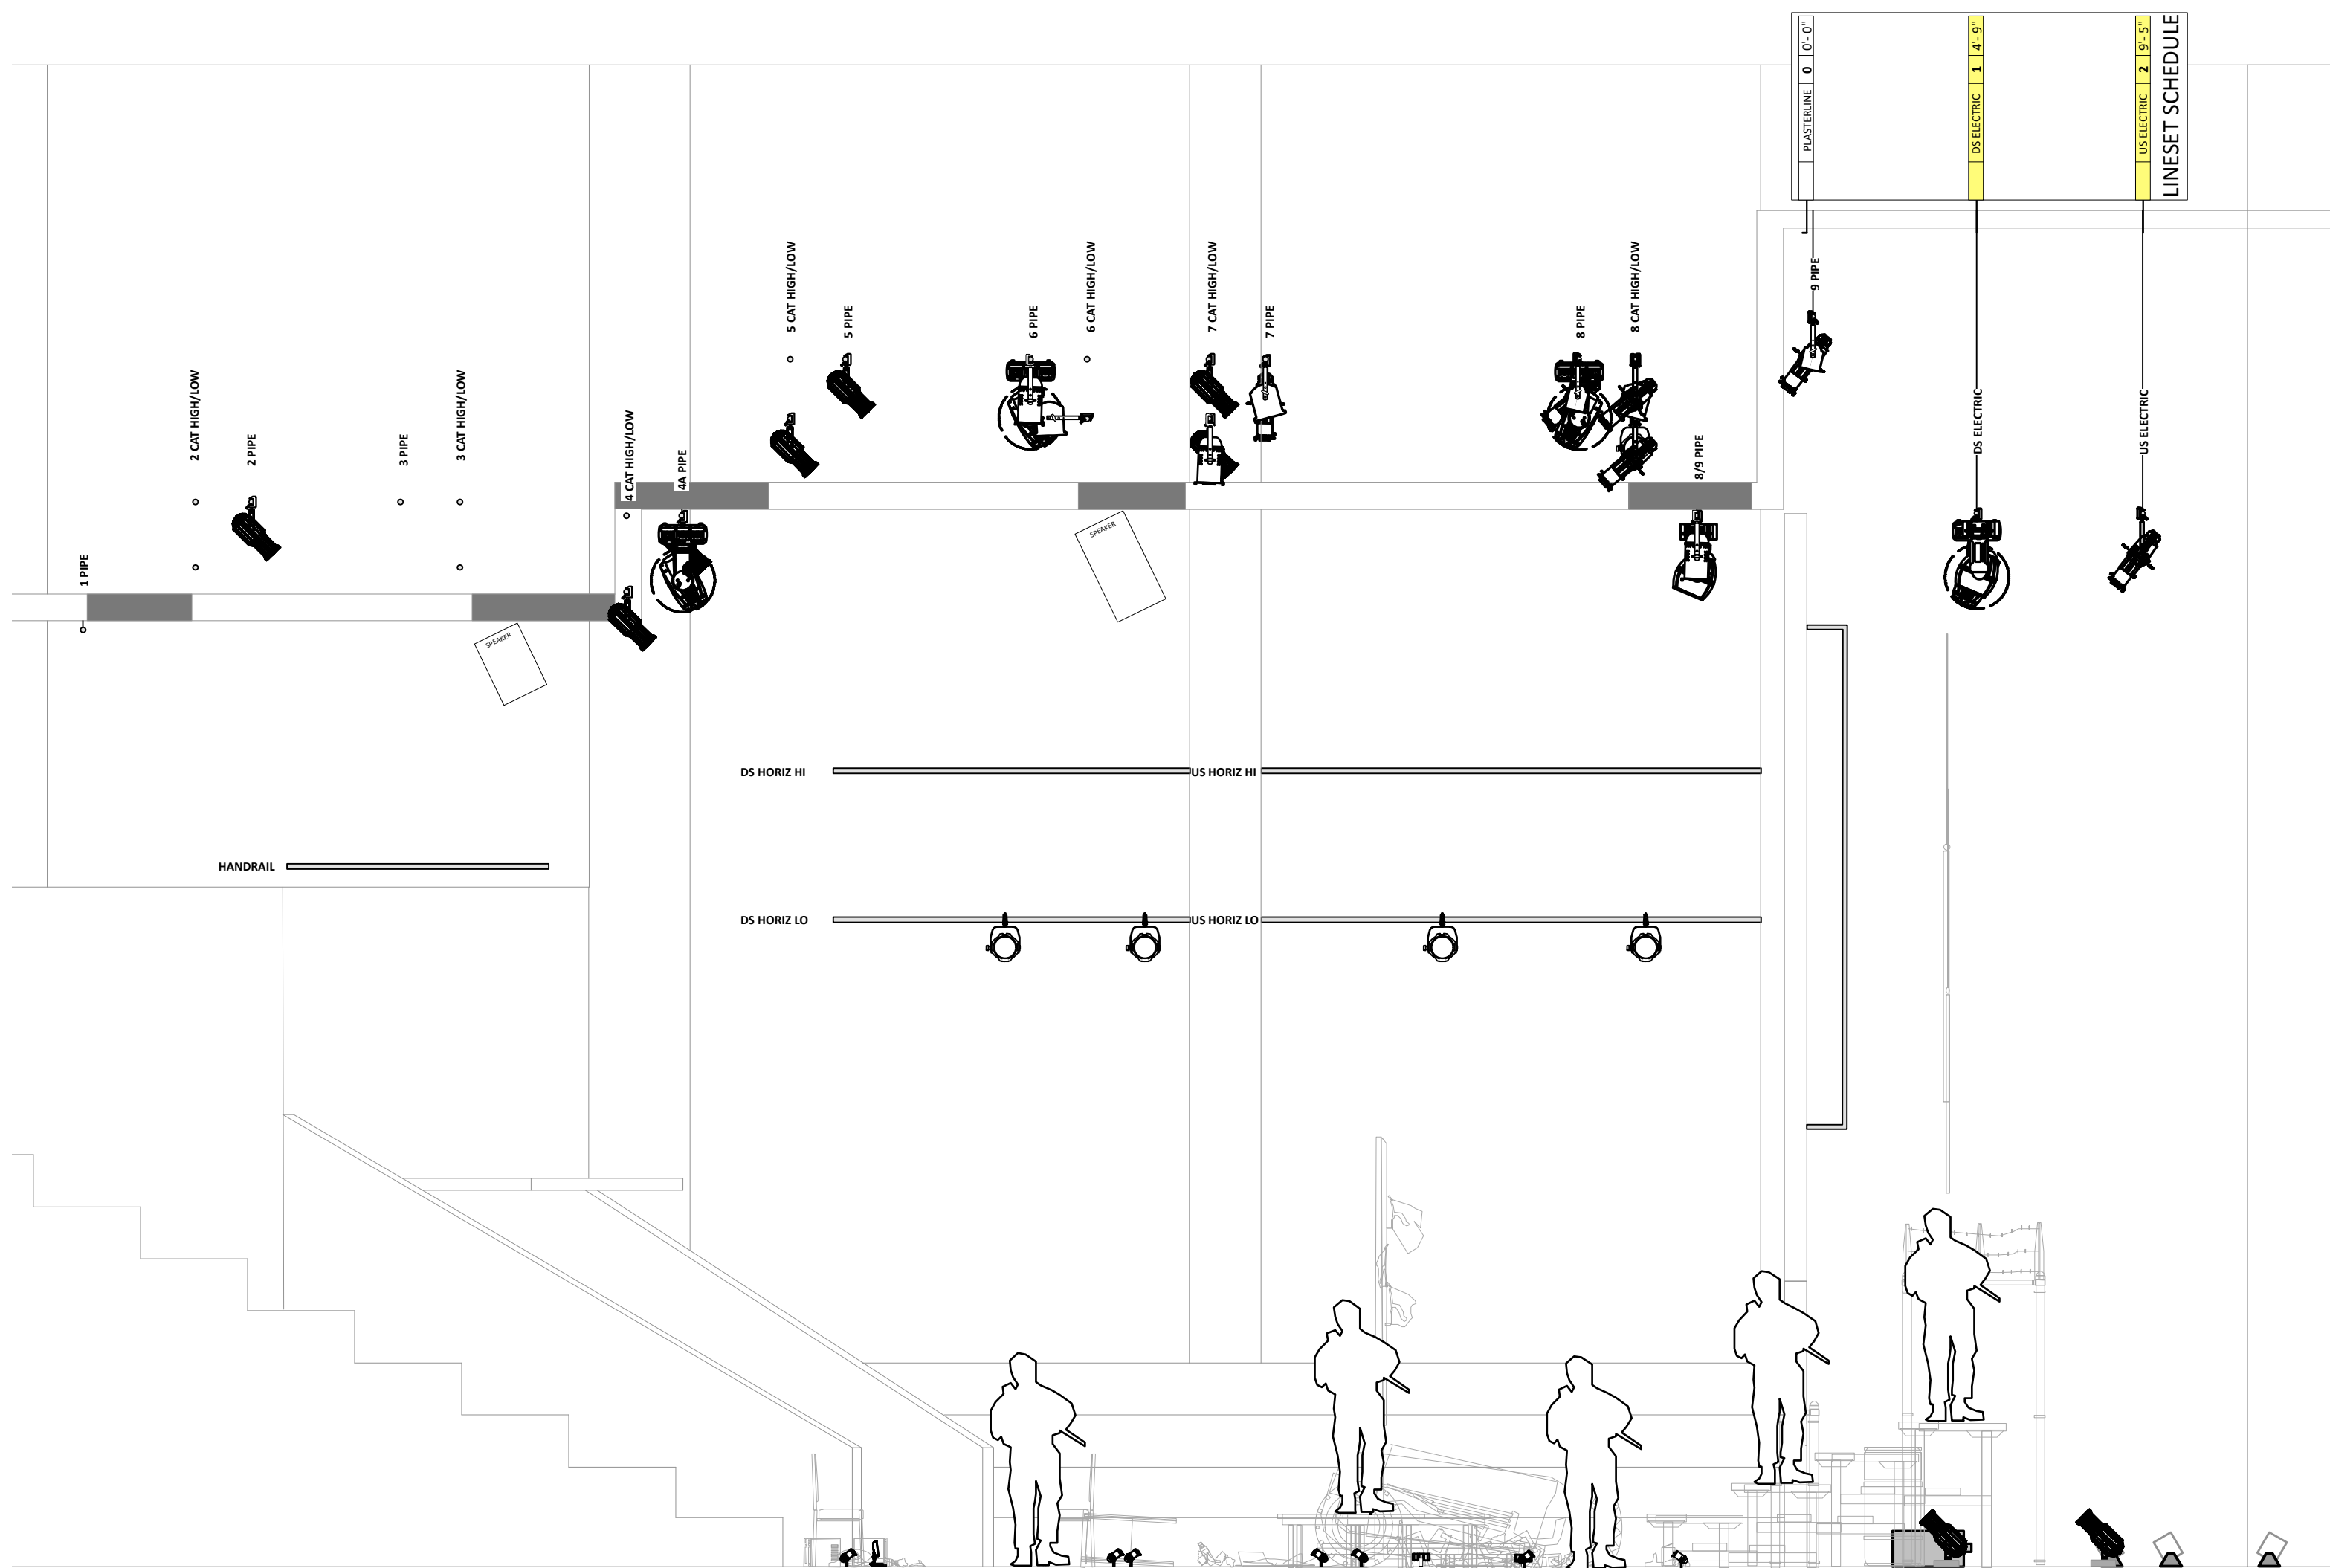 LINESET SCHEDULE
PLASTERLINE 0 0'- 0"
DS ELECTRIC 1 4'- 9"
US ELECTRIC 2 9'- 5"
1 PIPE
2 CAT HIGH/LOW
2 PIPE
3 PIPE
3 CAT HIGH/LOW
4 CAT HIGH/LOW
4A PIPE
5 CAT HIGH/LOW
5 PIPE
6 PIPE
6 CAT HIGH/LOW
7 CAT HIGH/LOW
7 PIPE
8 PIPE
8 CAT HIGH/LOW
8/9 PIPE
9 PIPE
DS ELECTRIC
US ELECTRIC
SPEAKER
SPEAKER
DS HORIZ HI
US HORIZ HI
HANDRAIL
DS HORIZ LO
US HORIZ LO